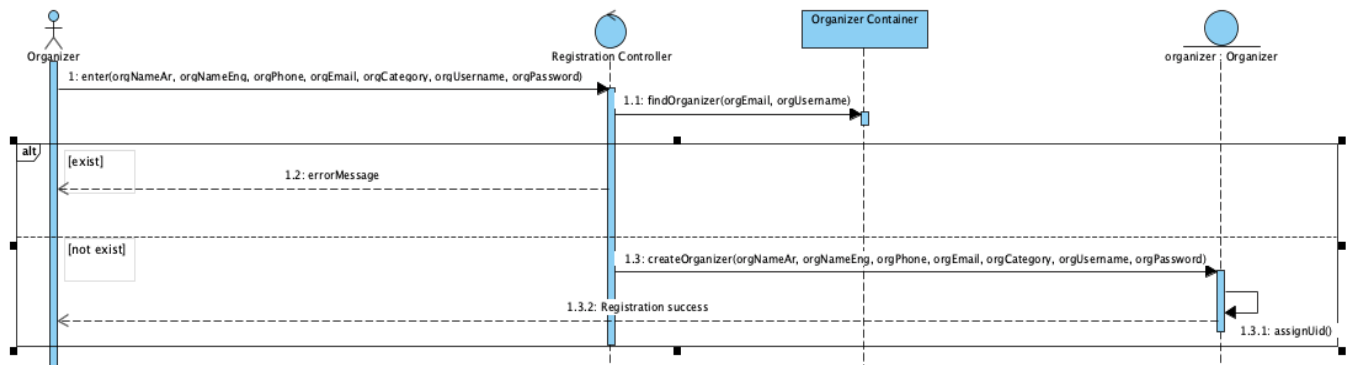 Organizer
Registration Controller
Organizer Container
organizer : Organizer
1: enter(orgNameAr, orgNameEng, orgPhone, orgEmail, orgCategory, orgUsername, orgPassword)
1.1: findOrganizer(orgEmail, orgUsername)
alt
[exist]
1.2: errorMessage
[not exist]
1.3: createOrganizer(orgNameAr, orgNameEng, orgPhone, orgEmail, orgCategory, orgUsername, orgPassword)
1.3.2: Registration success
1.3.1: assignUid()